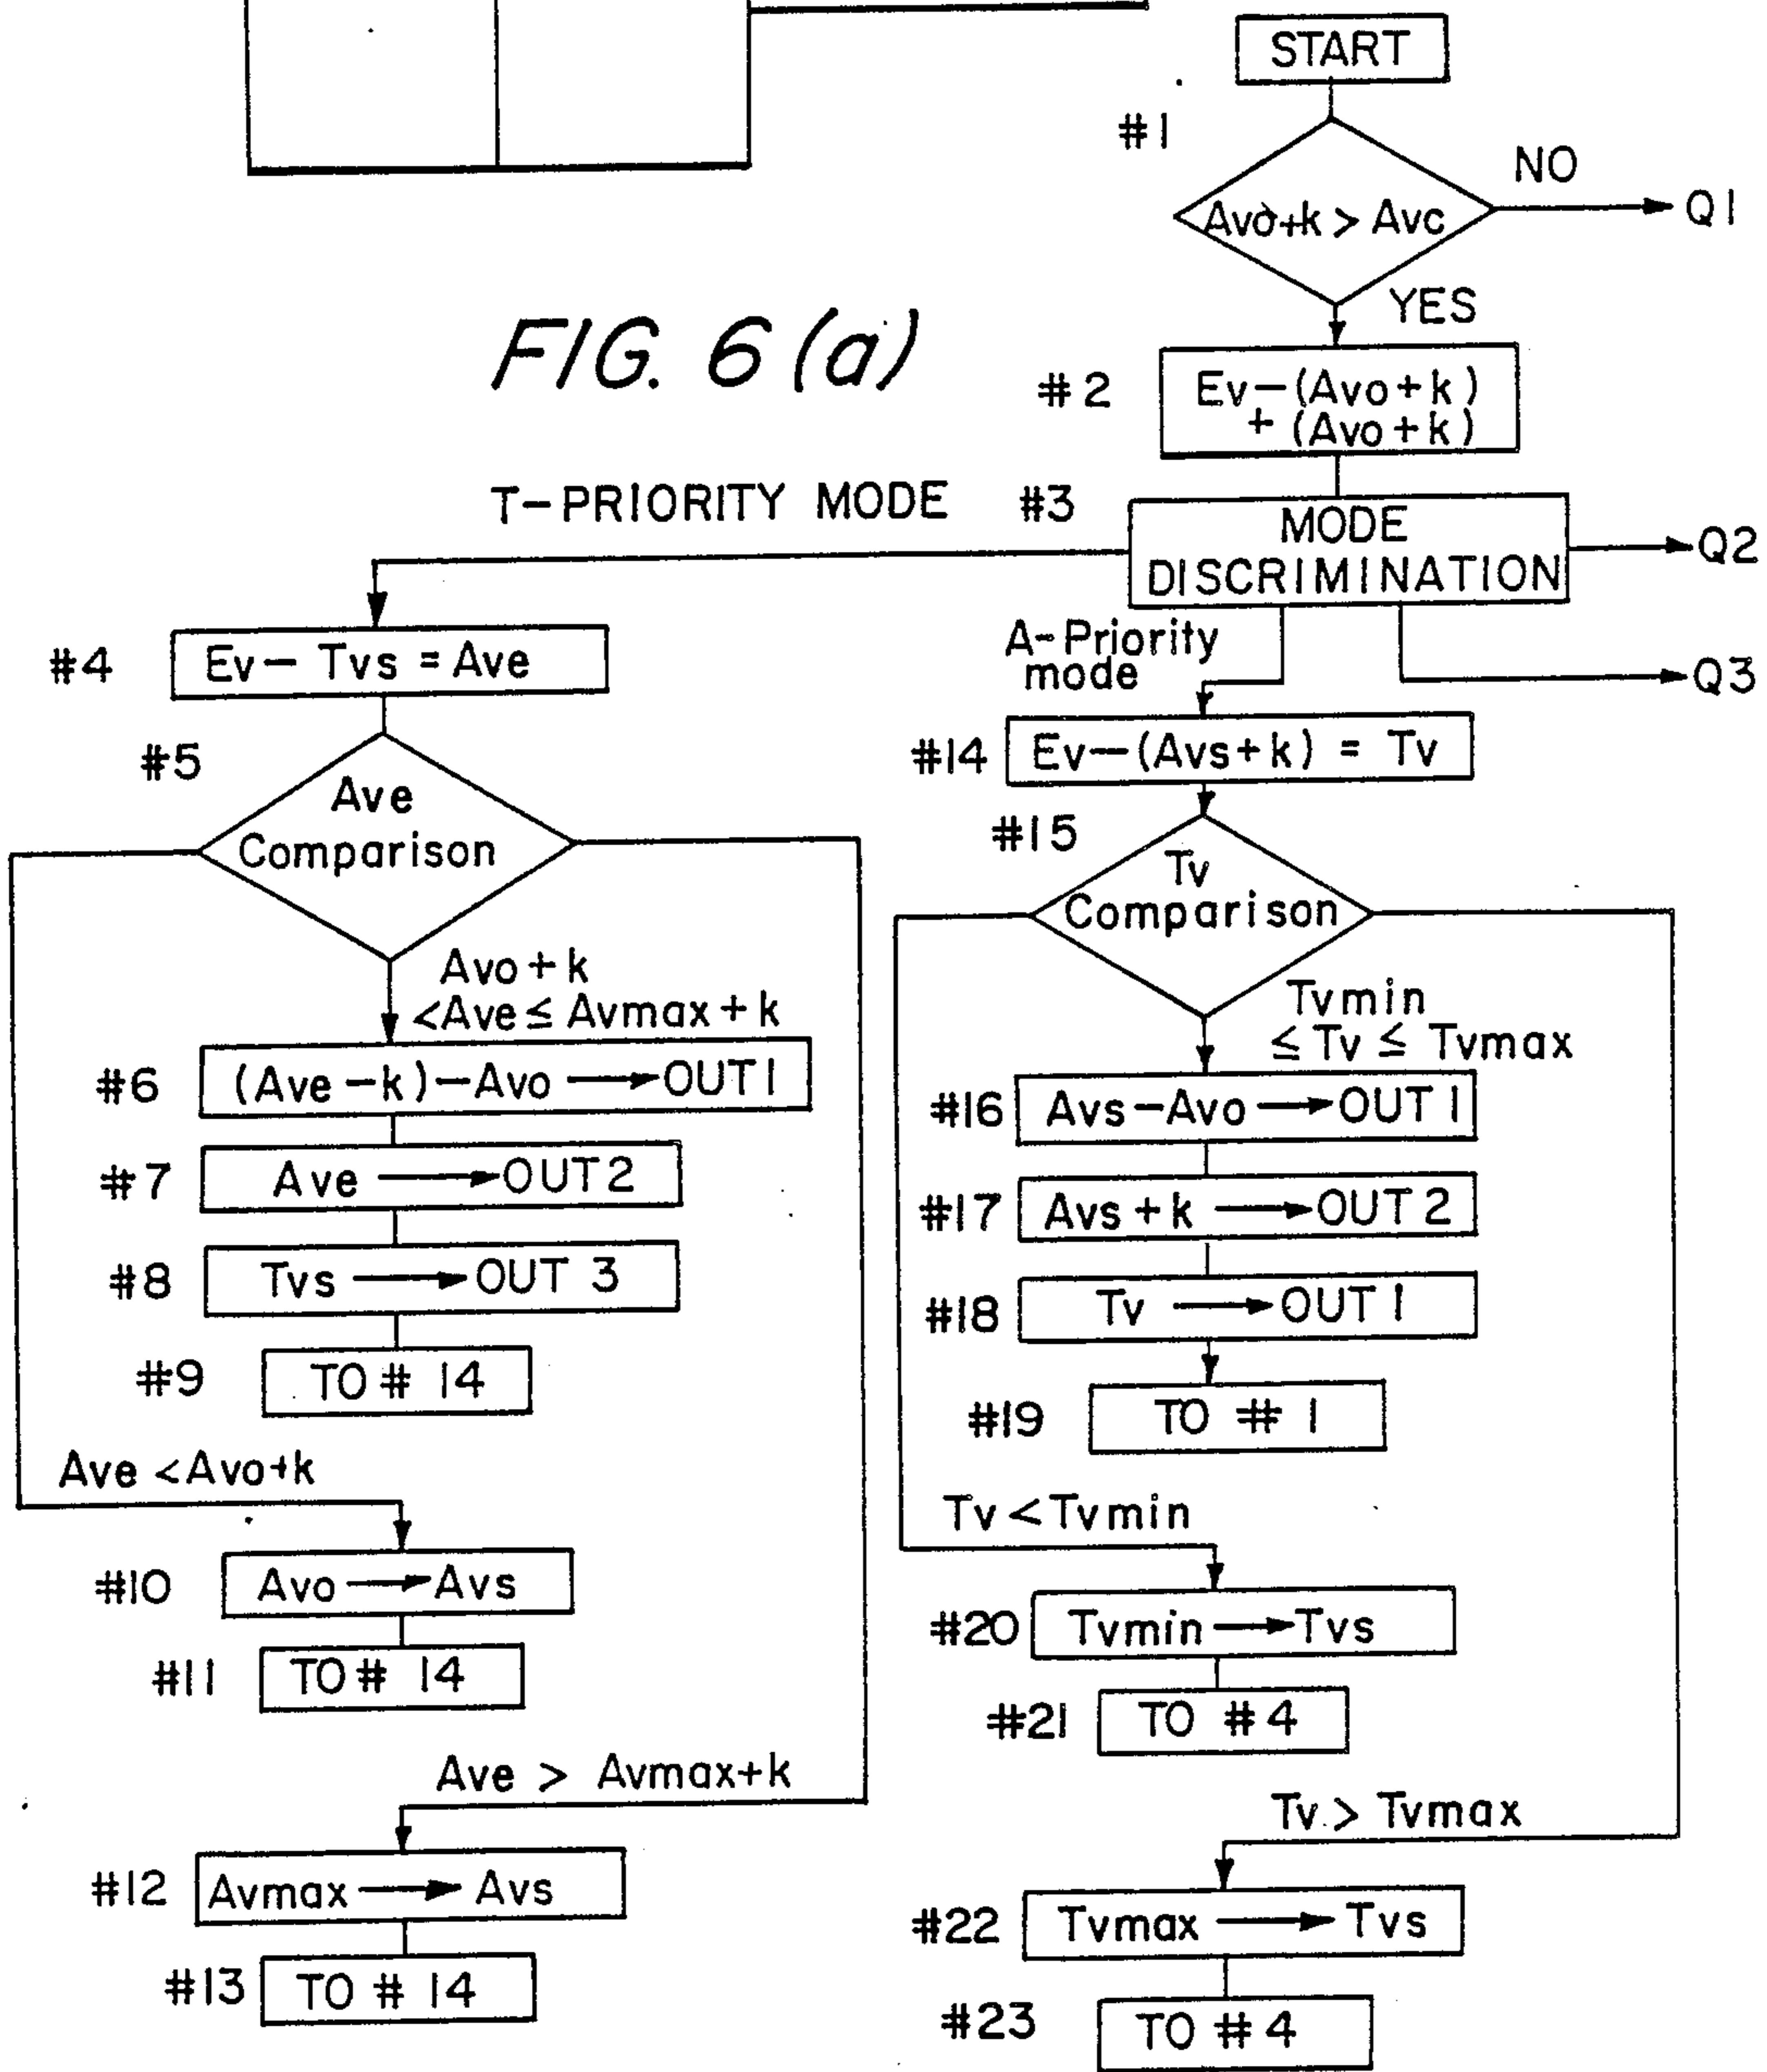 START
#1
Avo+k > Avc
NO
Q1
YES
FIG. 6 (a)
#2
Ev—(Avo+k)
+ (Avo+k)
T-PRIORITY MODE
#3
MODE
DISCRIMINATION
Q2
Q3
A-Priority
mode
#4
Ev— Tvs = Ave
#5
Ave
Comparison
Avo+k
<Ave≤ Avmax+k
#6
(Ave—k)—Avo → OUT1
#7
Ave → OUT2
#8
Tvs → OUT 3
#9
TO # 14
Ave <Avo+k
#10
Avo → Avs
#11
TO # 14
Ave > Avmax+k
#12
Avmax → Avs
#13
TO # 14
#14
Ev—(Avs+k) = Tv
#15
Tv
Comparison
Tvmin
≤ Tv ≤ Tvmax
#16
Avs—Avo → OUT 1
#17
Avs+k → OUT 2
#18
Tv → OUT1
#19
TO # 1
Tv < Tvmin
#20
Tvmin → Tvs
#21
TO #4
Tv > Tvmax
#22
Tvmax → Tvs
#23
TO #4